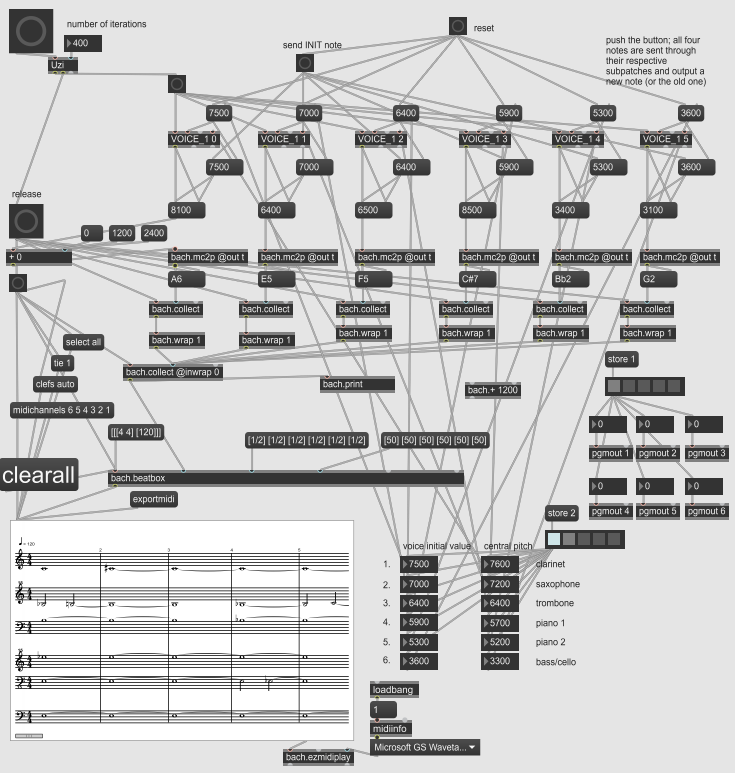 number of iterations
400
Uzi
reset
send INIT note
push the button; all four
notes are sent through
their respective
subpatches and output a
new note (or the old one)
7500
7000
6400
5900
5300
3600
VOICE_1 0
VOICE_1 1
VOICE_1 2
VOICE_1 3
VOICE_1 4
VOICE_1 5
7500
7000
6400
5900
5300
3600
release
8100
6400
6500
8500
3400
3100
0
1200
2400
+ 0
bach.mc2p @out t
bach.mc2p @out t
bach.mc2p @out t
bach.mc2p @out t
bach.mc2p @out t
bach.mc2p @out t
A6
E5
F5
C#7
Bb2
G2
bach.collect
bach.collect
bach.collect
bach.collect
bach.collect
bach.collect
bach.wrap 1
bach.wrap 1
bach.wrap 1
bach.wrap 1
bach.wrap 1
bach.wrap 1
select all
tie 1
clefs auto
bach.collect @inwrap 0
bach.print
bach.+ 1200
store 1
midichannels 6 5 4 3 2 1
[[[4 4] [120]]]
[1/2] [1/2] [1/2] [1/2] [1/2] [1/2]
[50] [50] [50] [50] [50] [50]
0
0
0
pgmout 1
pgmout 2
pgmout 3
clearall
bach.beatbox
exportmidi
0
0
0
pgmout 4
pgmout 5
pgmout 6
store 2
= 120
2
3
4
5
voice initial value
central pitch
1.
7500
7600
clarinet
2.
7000
7200
saxophone
3.
6400
6400
trombone
4.
5900
5700
piano 1
5.
5300
5200
piano 2
6.
3600
3300
bass/cello
loadbang
1
midiinfo
Microsoft GS Waveta...
bach.ezmidiplay